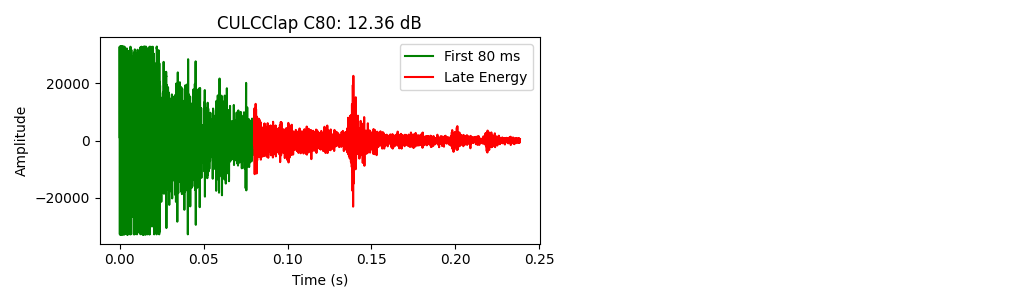 CULCClap C80: 12.36 dB
First 80 ms
Late Energy
20000
0
−20000
Amplitude
0.00 0.05 0.10 0.15 0.20 0.25
Time (s)